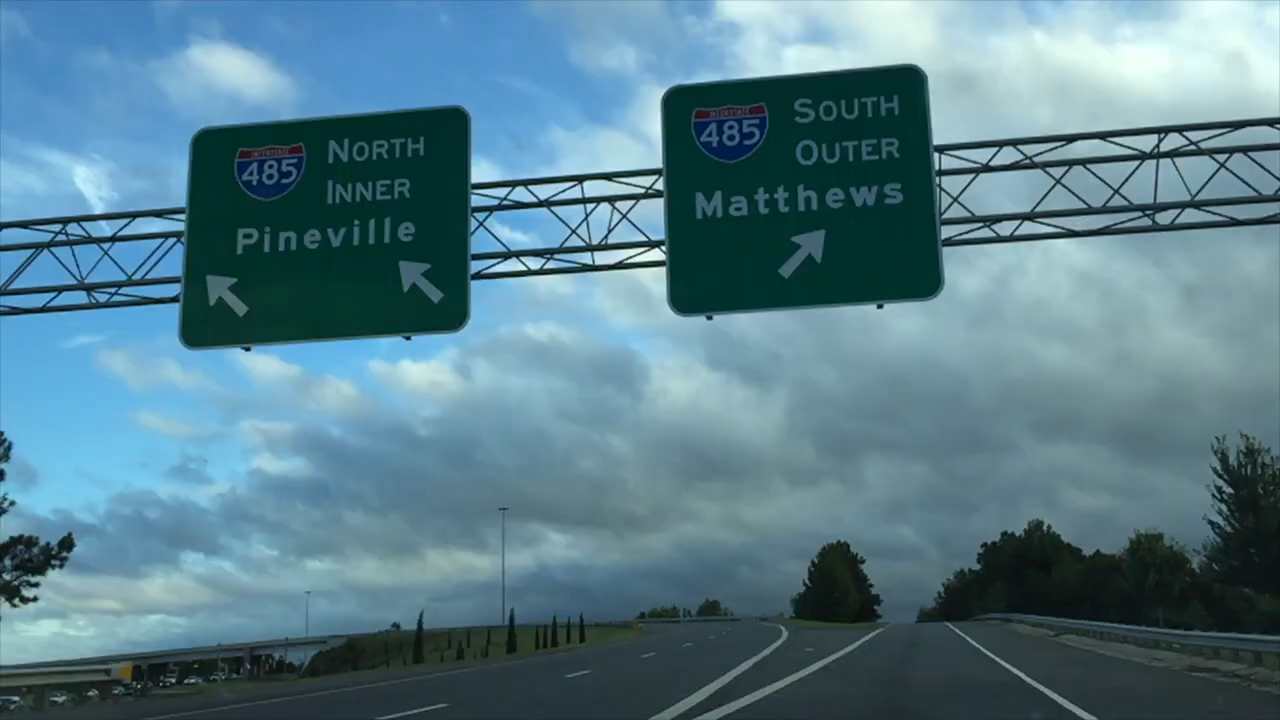 INTERSTATE
485
NORTH
INNER
Pineville
INTERSTATE
485
SOUTH
OUTER
Matthews